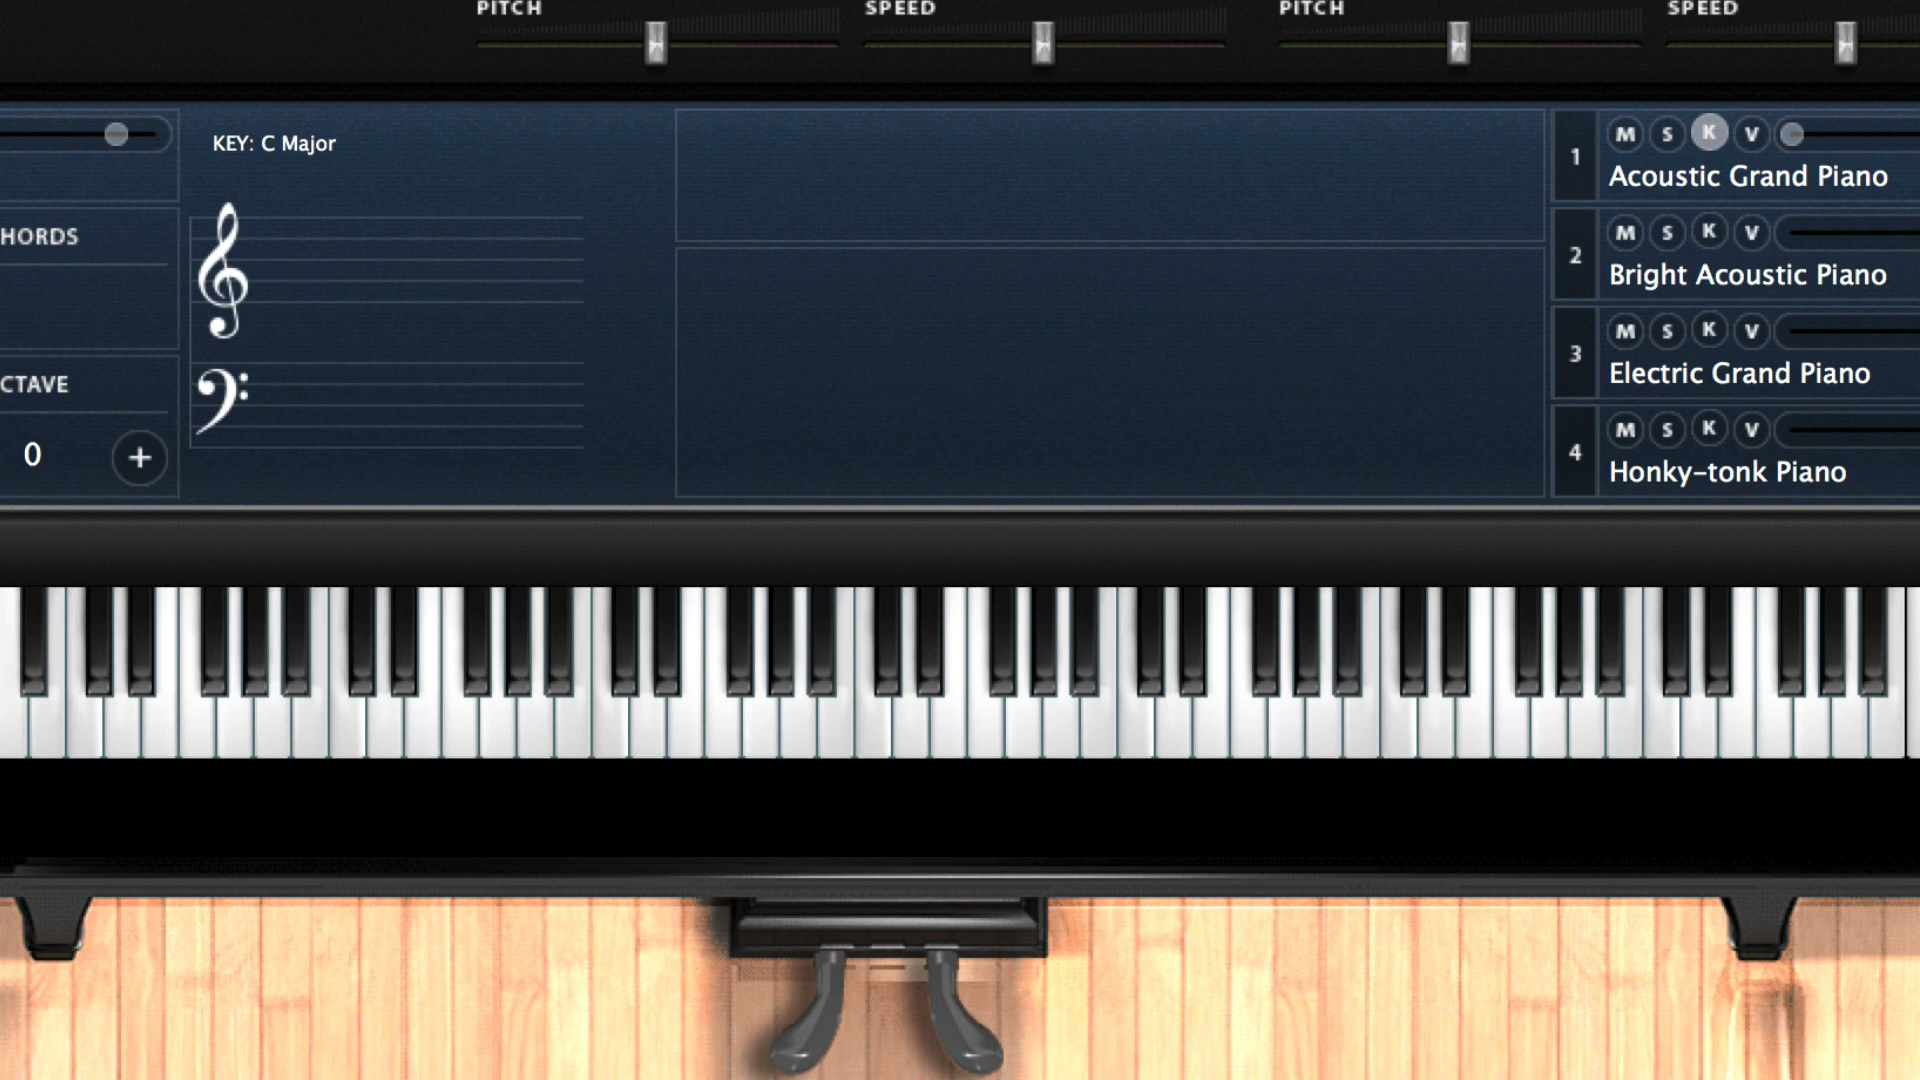 PITCH SPEED PITCH SPEED
KEY: C Major
HORDS
CTAVE
0 +
1 M S K V
Acoustic Grand Piano
2 M S K V
Bright Acoustic Piano
3 M S K V
Electric Grand Piano
4 M S K V
Honky-tonk Piano